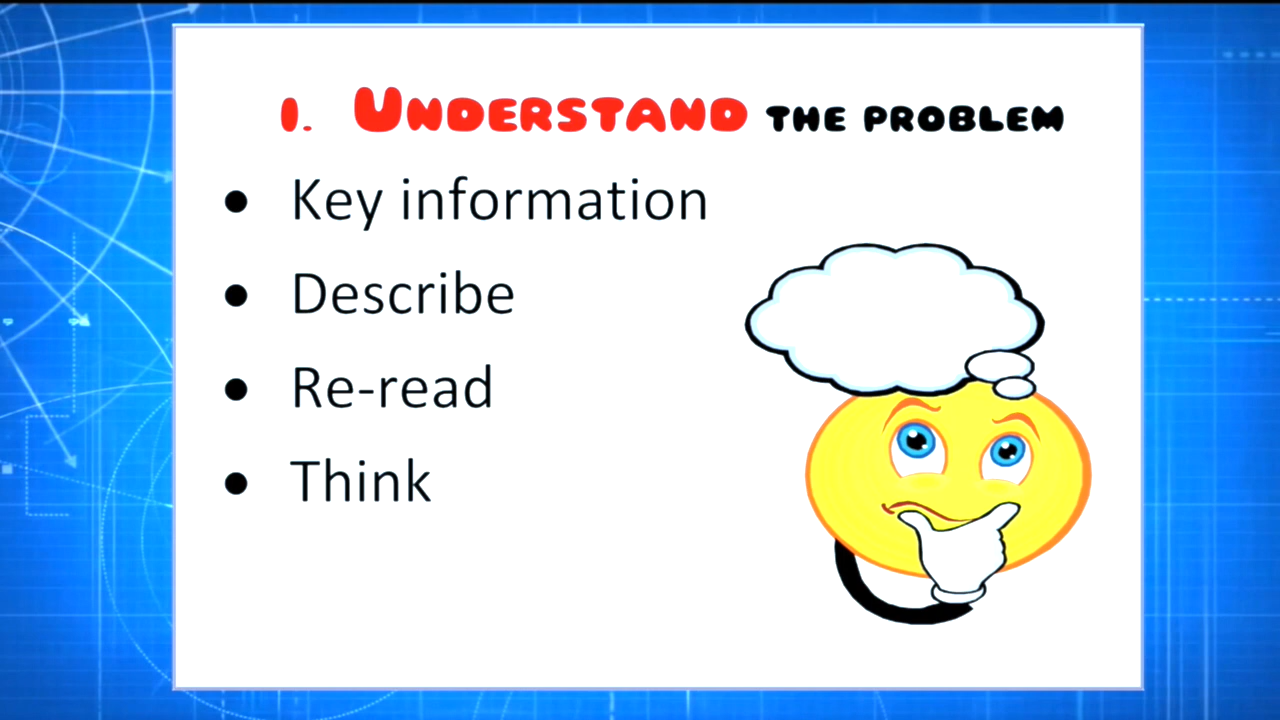 1. Understand the problem
● Key information
● Describe
● Re-read
● Think